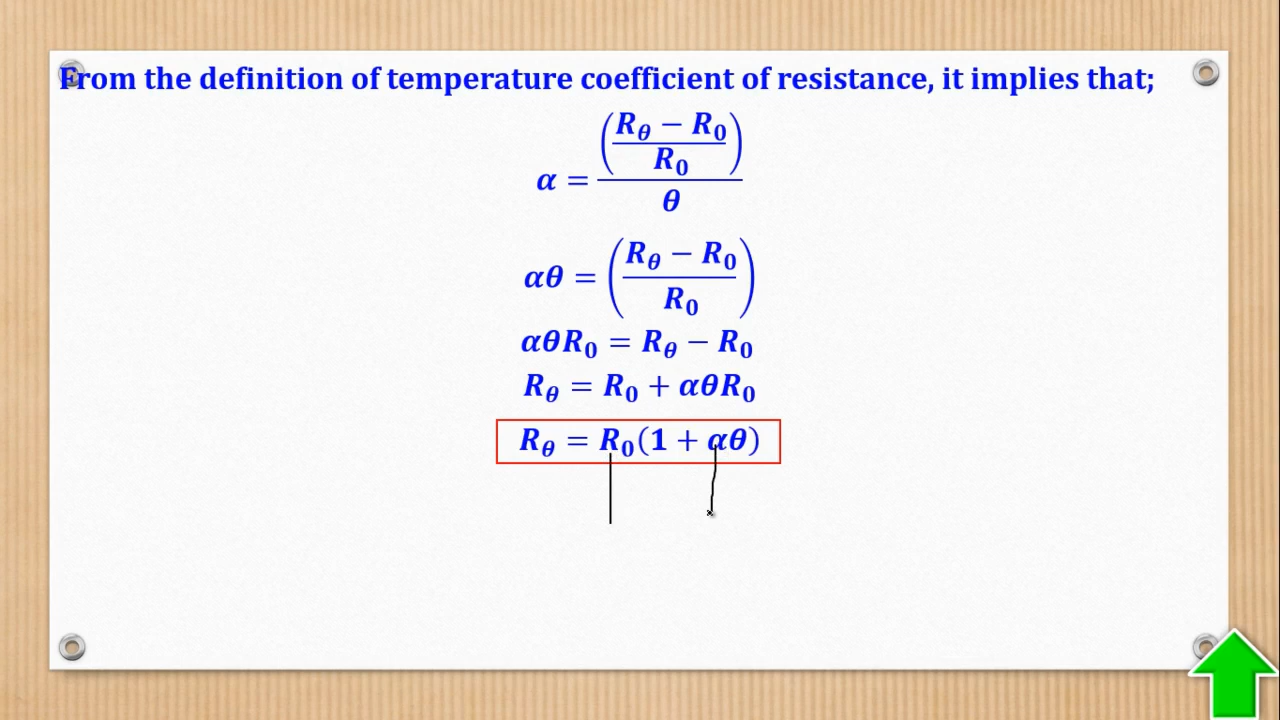 From the definition of temperature coefficient of resistance, it implies that;
α = ((Rθ − R0)/R0)/θ
αθ = ((Rθ − R0)/R0)
αθR0 = Rθ − R0
Rθ = R0 + αθR0
Rθ = R0(1 + αθ)